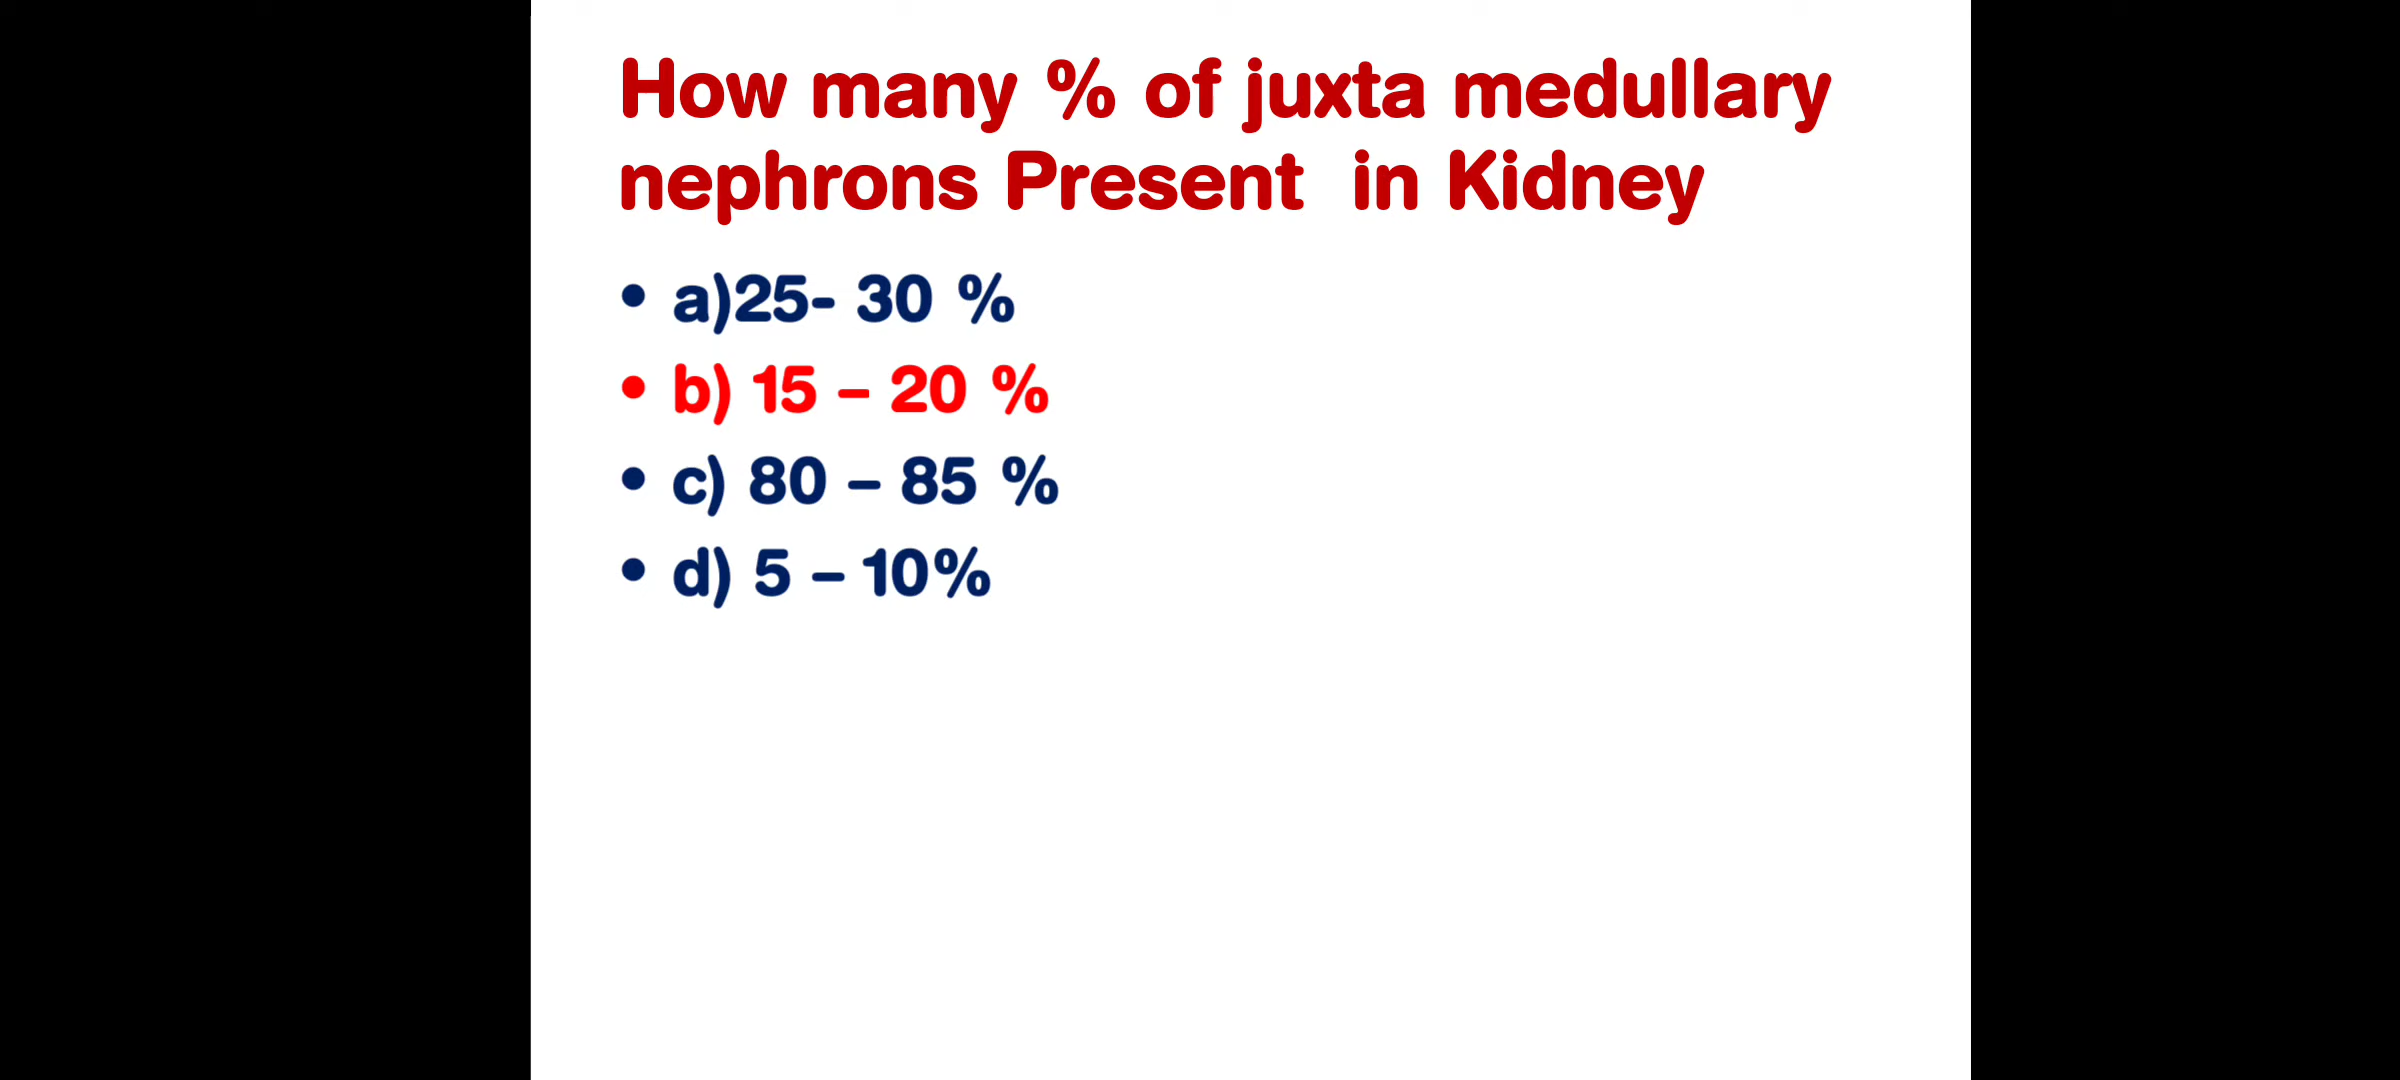 How many % of juxta medullary
nephrons Present  in Kidney
• a)25- 30 %
• b) 15 – 20 %
• c) 80 – 85 %
• d) 5 – 10%